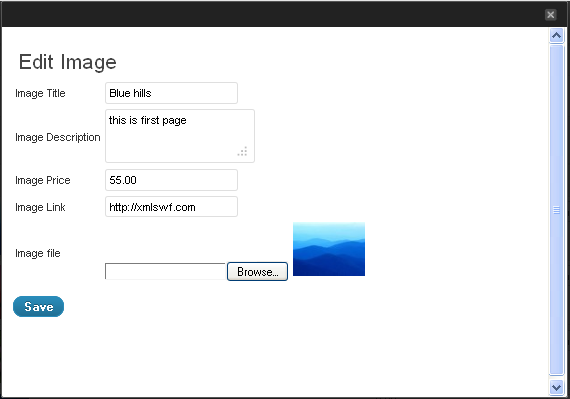 Edit Image
Image Title Blue hills
Image Description this is first page
Image Price 55.00
Image Link http://xmlswf.com
Image file Browse...
Save